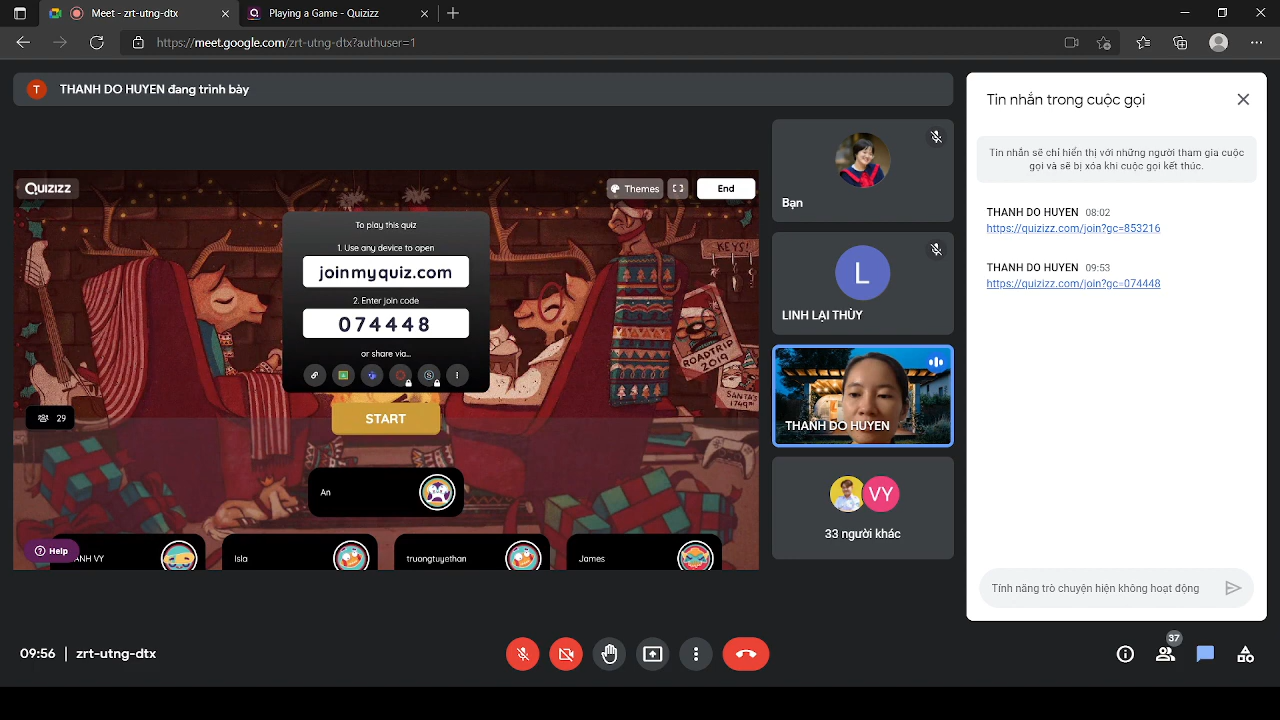 Meet - zrt-utng-dtx
Playing a Game - Quizizz
https://meet.google.com/zrt-utng-dtx?authuser=1
T
THANH DO HUYEN đang trình bày
Quizizz
Themes
End
To play this quiz
1. Use any device to open
joinmyquiz.com
2. Enter join code
074448
or share via...
START
29
KEYS!
ROADTRIP
2019
SANTA'S
An
Help
ANH VY
Isla
truongtuyethan
James
Bạn
L
LINH LẠI THÙY
THANH DO HUYEN
VY
33 người khác
Tin nhắn trong cuộc gọi
Tin nhắn sẽ chỉ hiển thị với những người tham gia cuộc
gọi và sẽ bị xóa khi cuộc gọi kết thúc.
THANH DO HUYEN 08:02
https://quizizz.com/join?gc=853216
THANH DO HUYEN 09:53
https://quizizz.com/join?gc=074448
Tính năng trò chuyện hiện không hoạt động
09:56 | zrt-utng-dtx
37